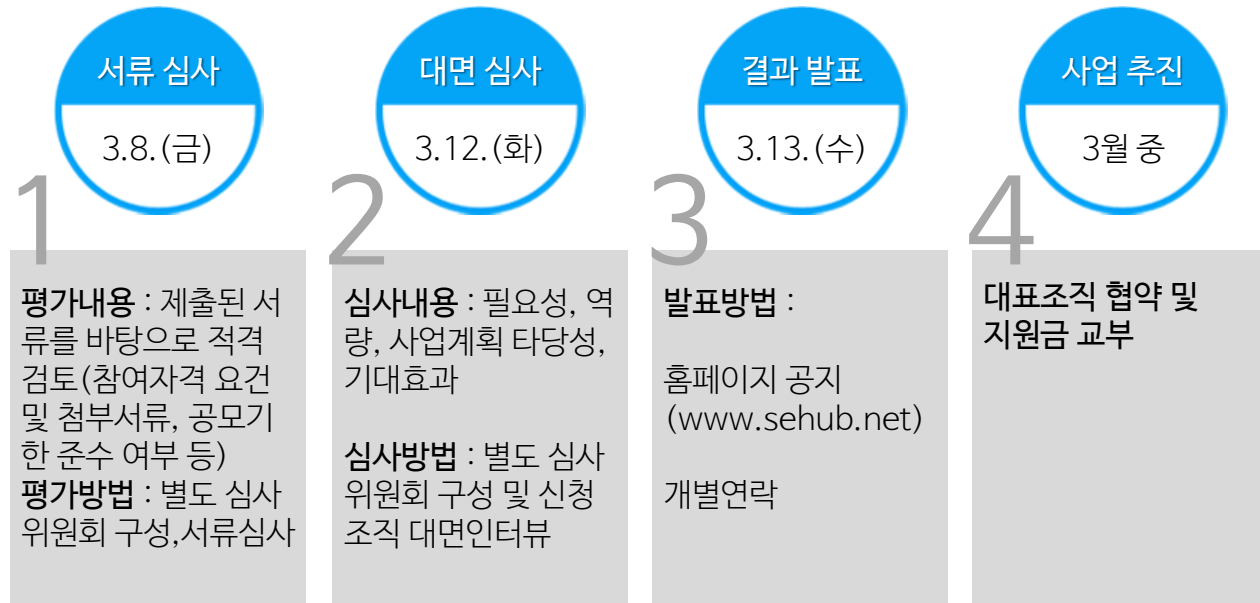 서류 심사
3.8.(금)
1
평가내용 : 제출된 서
류를 바탕으로 적격
검토(참여자격 요건
및 첨부서류, 공모기
한 준수 여부 등)
평가방법 : 별도 심사
위원회 구성,서류심사
대면 심사
3.12.(화)
2
심사내용 : 필요성, 역
량, 사업계획 타당성,
기대효과
심사방법 : 별도 심사
위원회 구성 및 신청
조직 대면인터뷰
결과 발표
3.13.(수)
3
발표방법 :
홈페이지 공지
(www.sehub.net)
개별연락
사업 추진
3월 중
4
대표조직 협약 및
지원금 교부